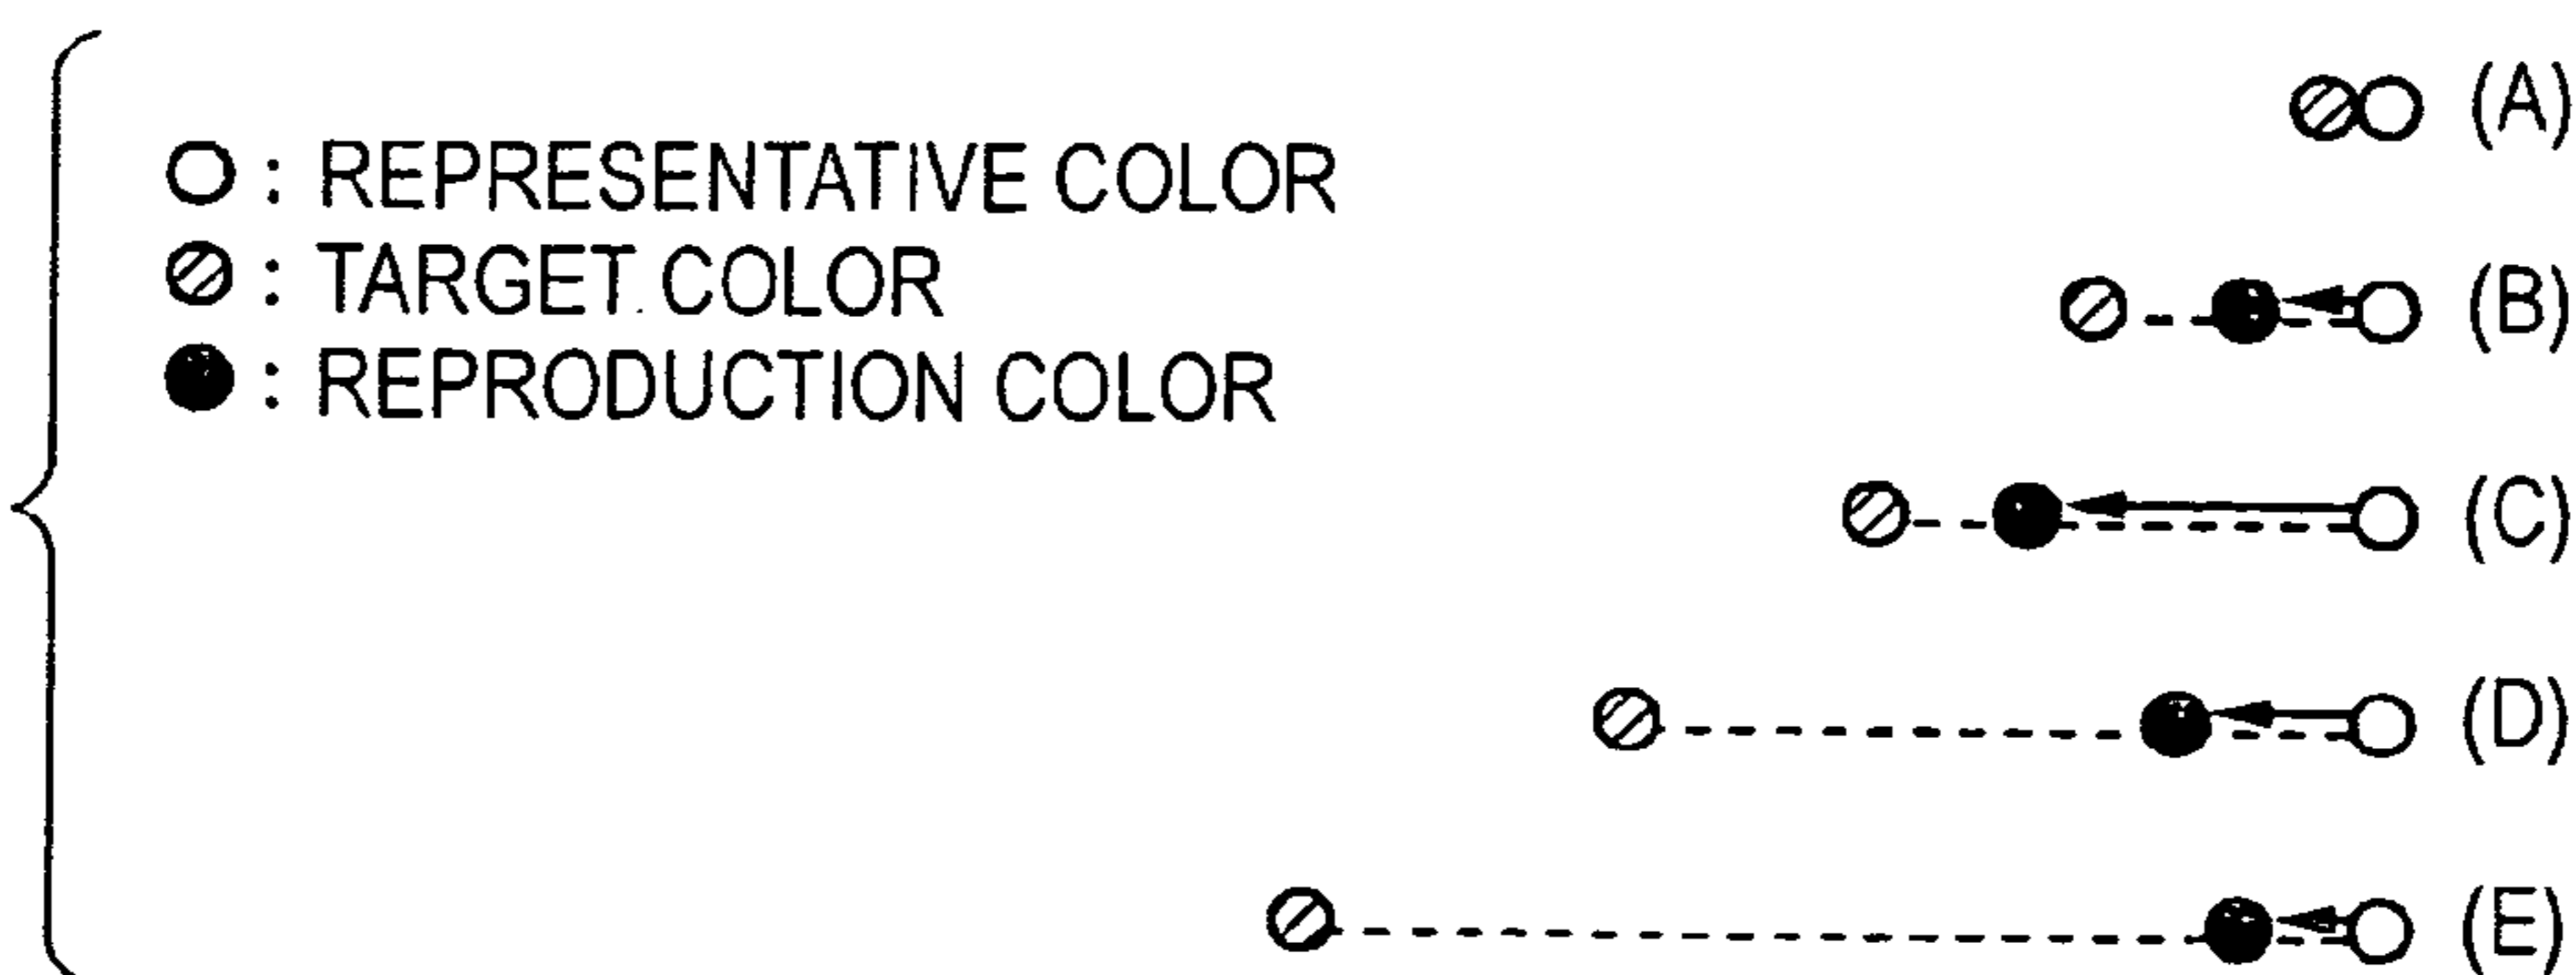 : REPRESENTATIVE COLOR
: TARGET COLOR
: REPRODUCTION COLOR
(A)
(B)
(C)
(D)
(E)